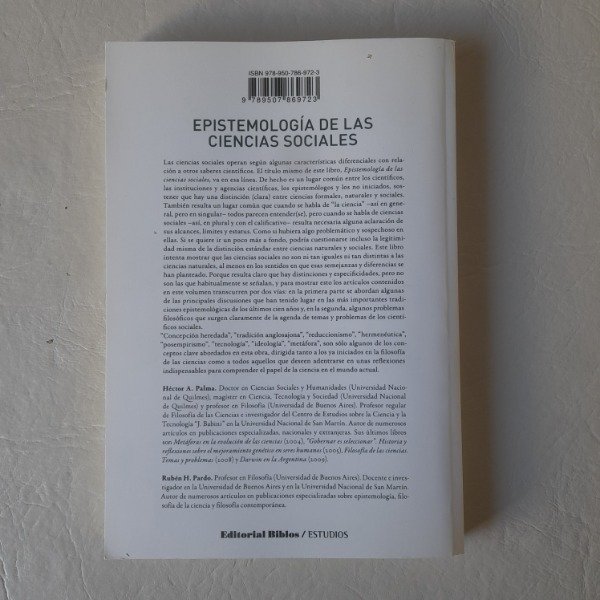 ISBN 978-950-786-972-3
9 789507 869723
EPISTEMOLOGÍA DE LAS
CIENCIAS SOCIALES
Las ciencias sociales operan según algunas características diferenciales con rela-
ción a otros saberes científicos. El título mismo de este libro, Epistemología de las
ciencias sociales, va en esa línea. De hecho es un lugar común entre los científicos,
las instituciones y agencias científicas, los epistemólogos y los no iniciados, sos-
tener que hay una distinción (clara) entre ciencias formales, naturales y sociales.
También resulta un lugar común que cuando se habla de "la ciencia" –así en gene-
ral, pero en singular– todos parecen entender(se), pero cuando se habla de ciencias
sociales –así, en plural y con el calificativo– resulta necesaria alguna aclaración de
sus alcances, límites y estatus. Como si hubiera algo problemático y sospechoso en
ellas. Si se quiere ir un poco más a fondo, podría cuestionarse incluso la legitimi-
dad misma de la distinción estándar entre ciencias naturales y sociales. Este libro
intenta mostrar que las ciencias sociales no son ni tan iguales ni tan distintas a las
ciencias naturales, al menos en los sentidos en que esas semejanzas y diferencias se
han planteado. Porque resulta claro que hay distinciones y especificidades, pero no
son las que habitualmente se señalan, y para mostrar esto los artículos contenidos
en este volumen transcurren por dos vías: en la primera parte se abordan algunas
de las principales discusiones que han tenido lugar en las más importantes tradi-
ciones epistemológicas de los últimos cien años y, en la segunda, algunos problemas
filosóficos que surgen claramente de la agenda de temas y problemas de los cientí-
ficos sociales.
"Concepción heredada", "tradición anglosajona", "reduccionismo", "hermenéutica",
"posempirismo", "tecnología", "ideología", "metáfora", son sólo algunos de los con-
ceptos clave abordados en esta obra, dirigida tanto a los ya iniciados en la filosofía
de las ciencias como a todos aquellos que deseen adentrarse en unas reflexiones
indispensables para comprender el papel de la ciencia en el mundo actual.
Héctor A. Palma. Doctor en Ciencias Sociales y Humanidades (Universidad Nacio-
nal de Quilmes); magíster en Ciencia, Tecnología y Sociedad (Universidad Nacional de
Quilmes) y profesor en Filosofía (Universidad de Buenos Aires). Profesor regular
de Filosofía de las Ciencias e investigador del Centro de Estudios sobre la Ciencia y la
Tecnología "J. Babini" en la Universidad Nacional de San Martín. Autor de numerosos
artículos en publicaciones especializadas, nacionales y extranjeras. Sus últimos libros
son Metáforas en la evolución de las ciencias (2004), "Gobernar es seleccionar". Historia y
reflexiones sobre el mejoramiento genético en seres humanos (2005), Filosofía de las ciencias.
Temas y problemas (2008) y Darwin en la Argentina (2009).
Rubén H. Pardo. Profesor en Filosofía (Universidad de Buenos Aires). Docente e inves-
tigador en la Universidad de Buenos Aires y en la Universidad Nacional de San Martín.
Autor de numerosos artículos en publicaciones especializadas sobre epistemología, filo-
sofía de la ciencia y filosofía contemporánea.
Editorial Biblos / ESTUDIOS